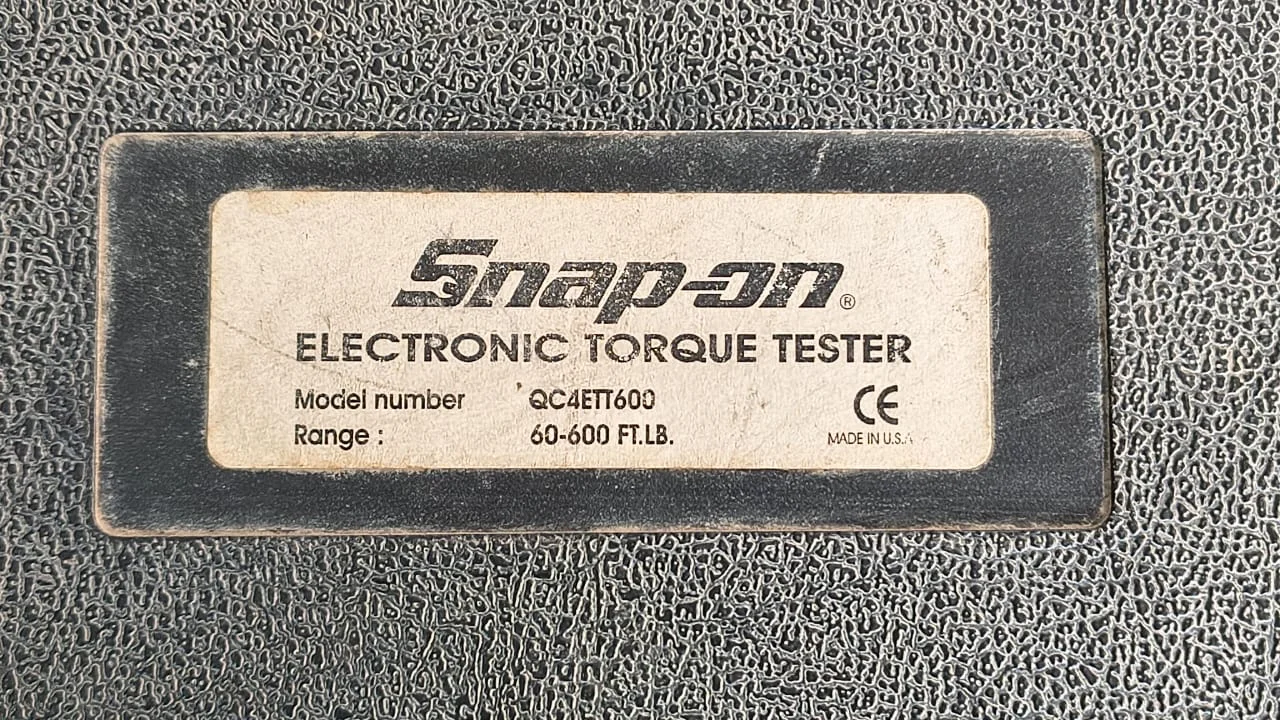 Snap-on®
ELECTRONIC TORQUE TESTER
Model number QC4ETT600
Range : 60-600 FT.LB.
CE
MADE IN U.S.A